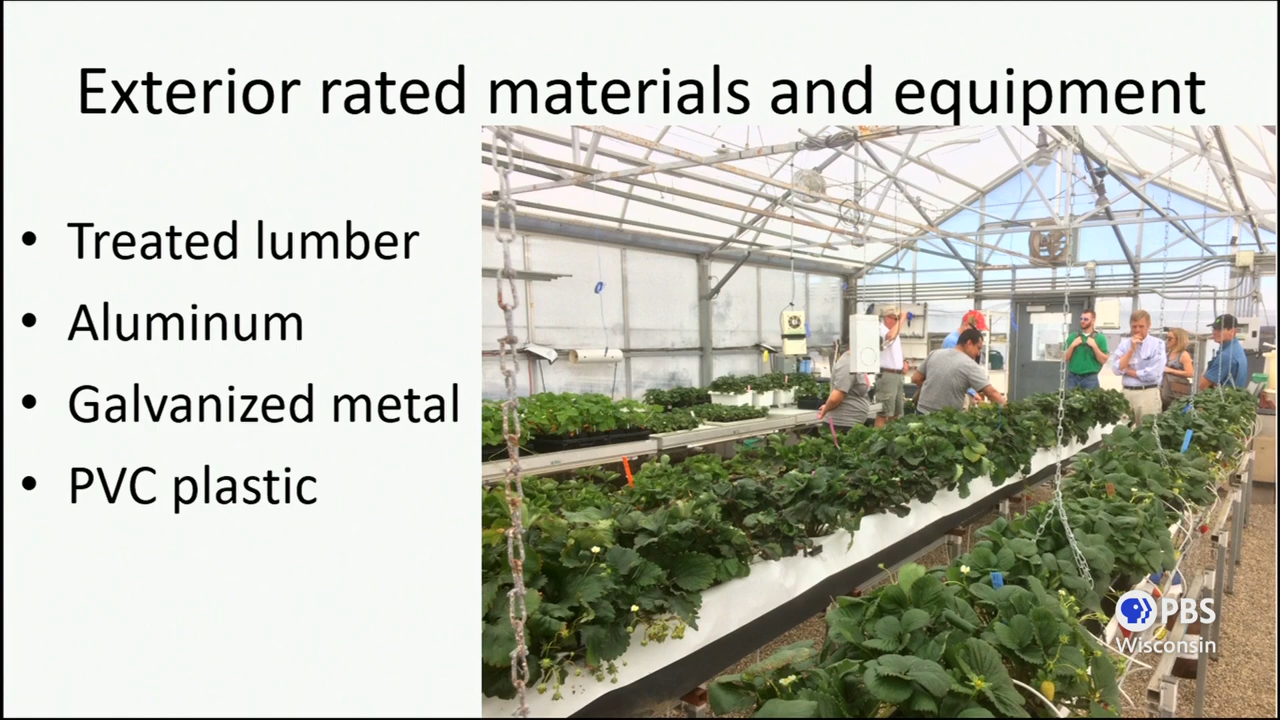 Exterior rated materials and equipment
• Treated lumber
• Aluminum
• Galvanized metal
• PVC plastic
PBS
Wisconsin